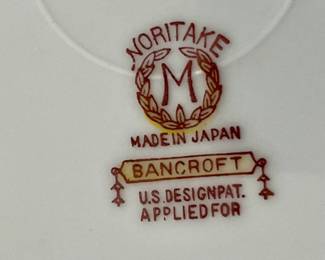 NORITAKE
M
MADE IN JAPAN
BANCROFT
U.S. DESIGN PAT.
APPLIED FOR